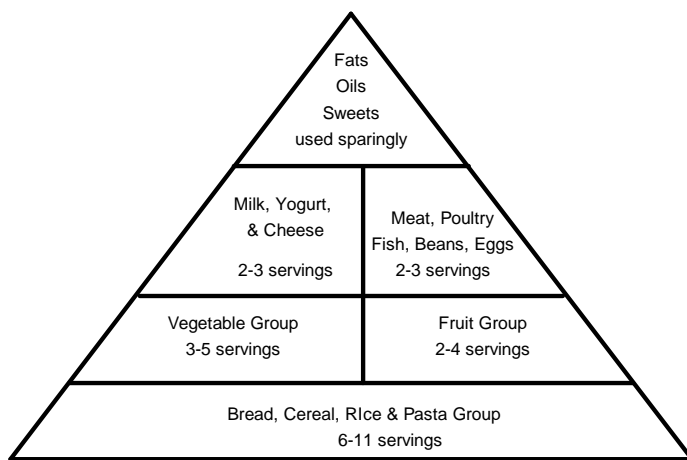 Fats
Oils
Sweets
used sparingly
Milk, Yogurt,
& Cheese
2-3 servings
Meat, Poultry
Fish, Beans, Eggs
2-3 servings
Vegetable Group
3-5 servings
Fruit Group
2-4 servings
Bread, Cereal, RIce & Pasta Group
6-11 servings